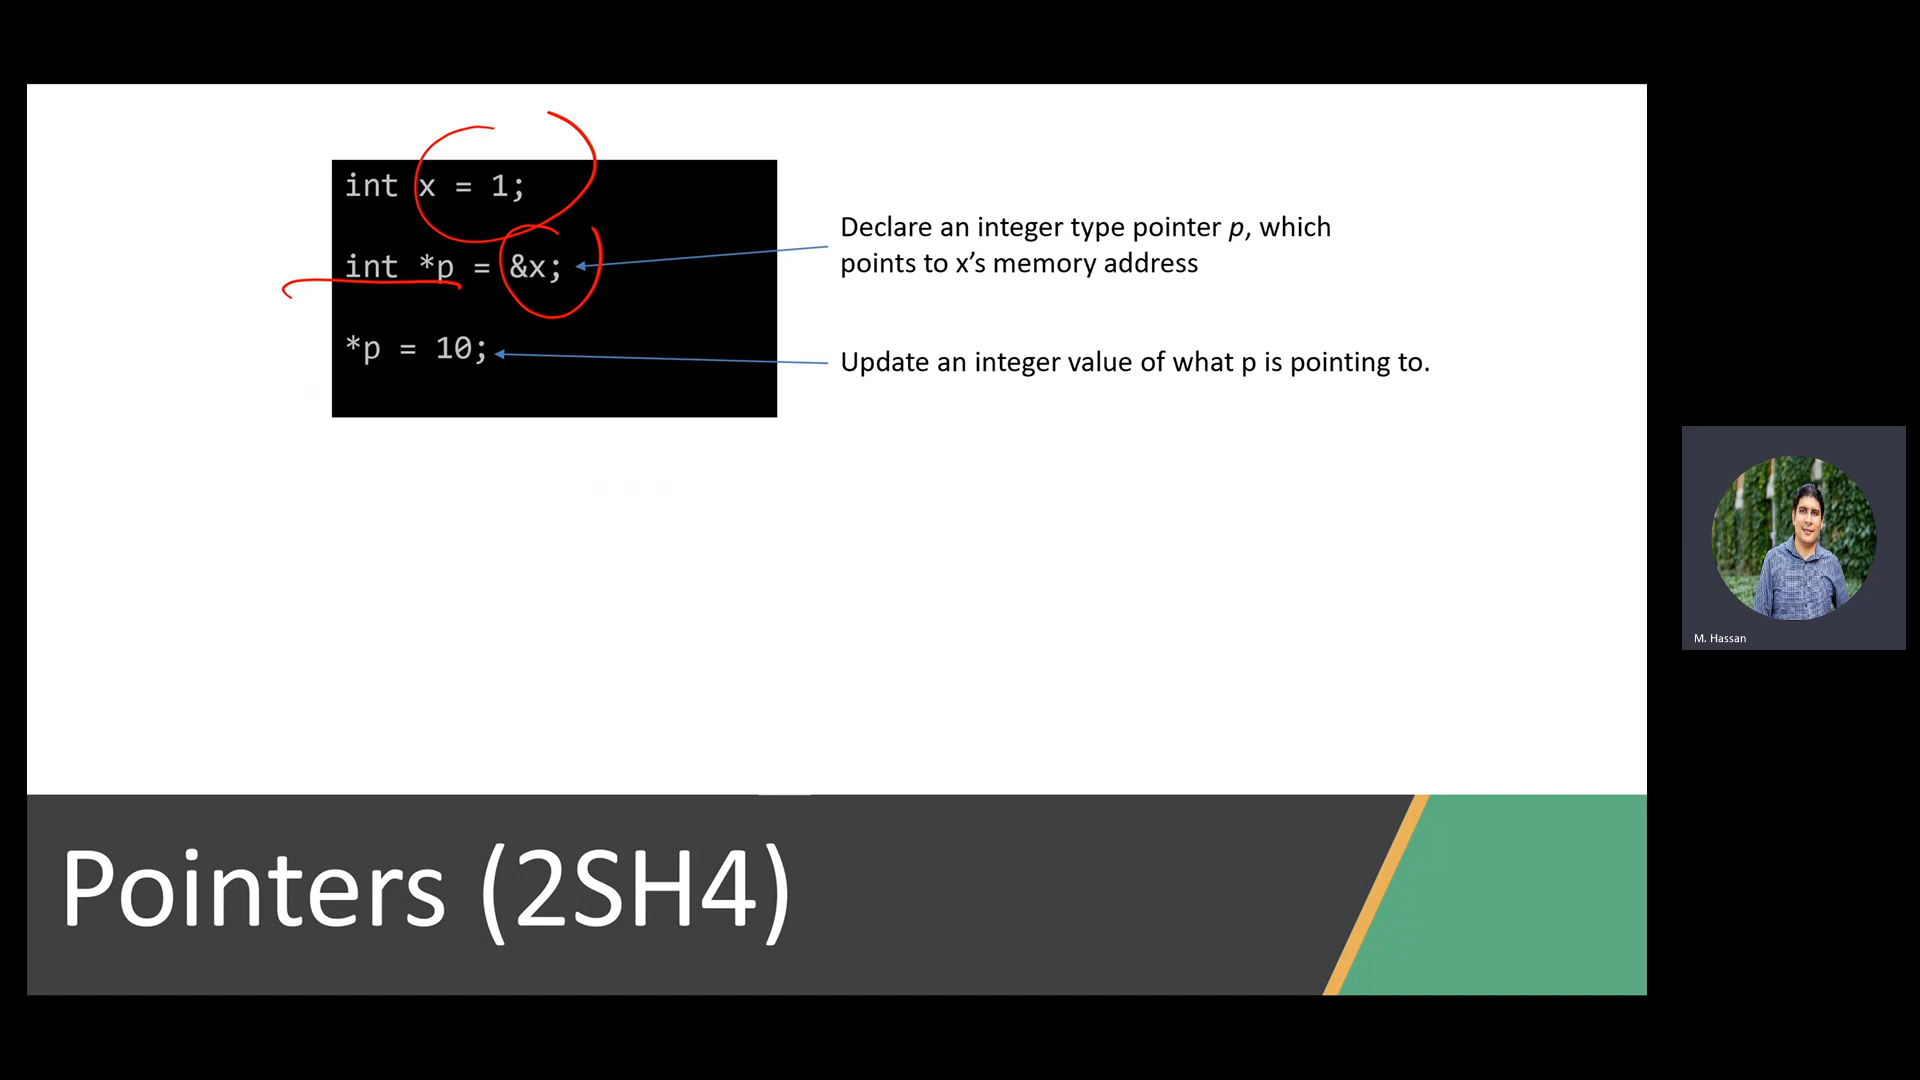 int x = 1;
int *p = &x;
*p = 10;
Declare an integer type pointer p, which
points to x’s memory address
Update an integer value of what p is pointing to.
M. Hassan
Pointers (2SH4)